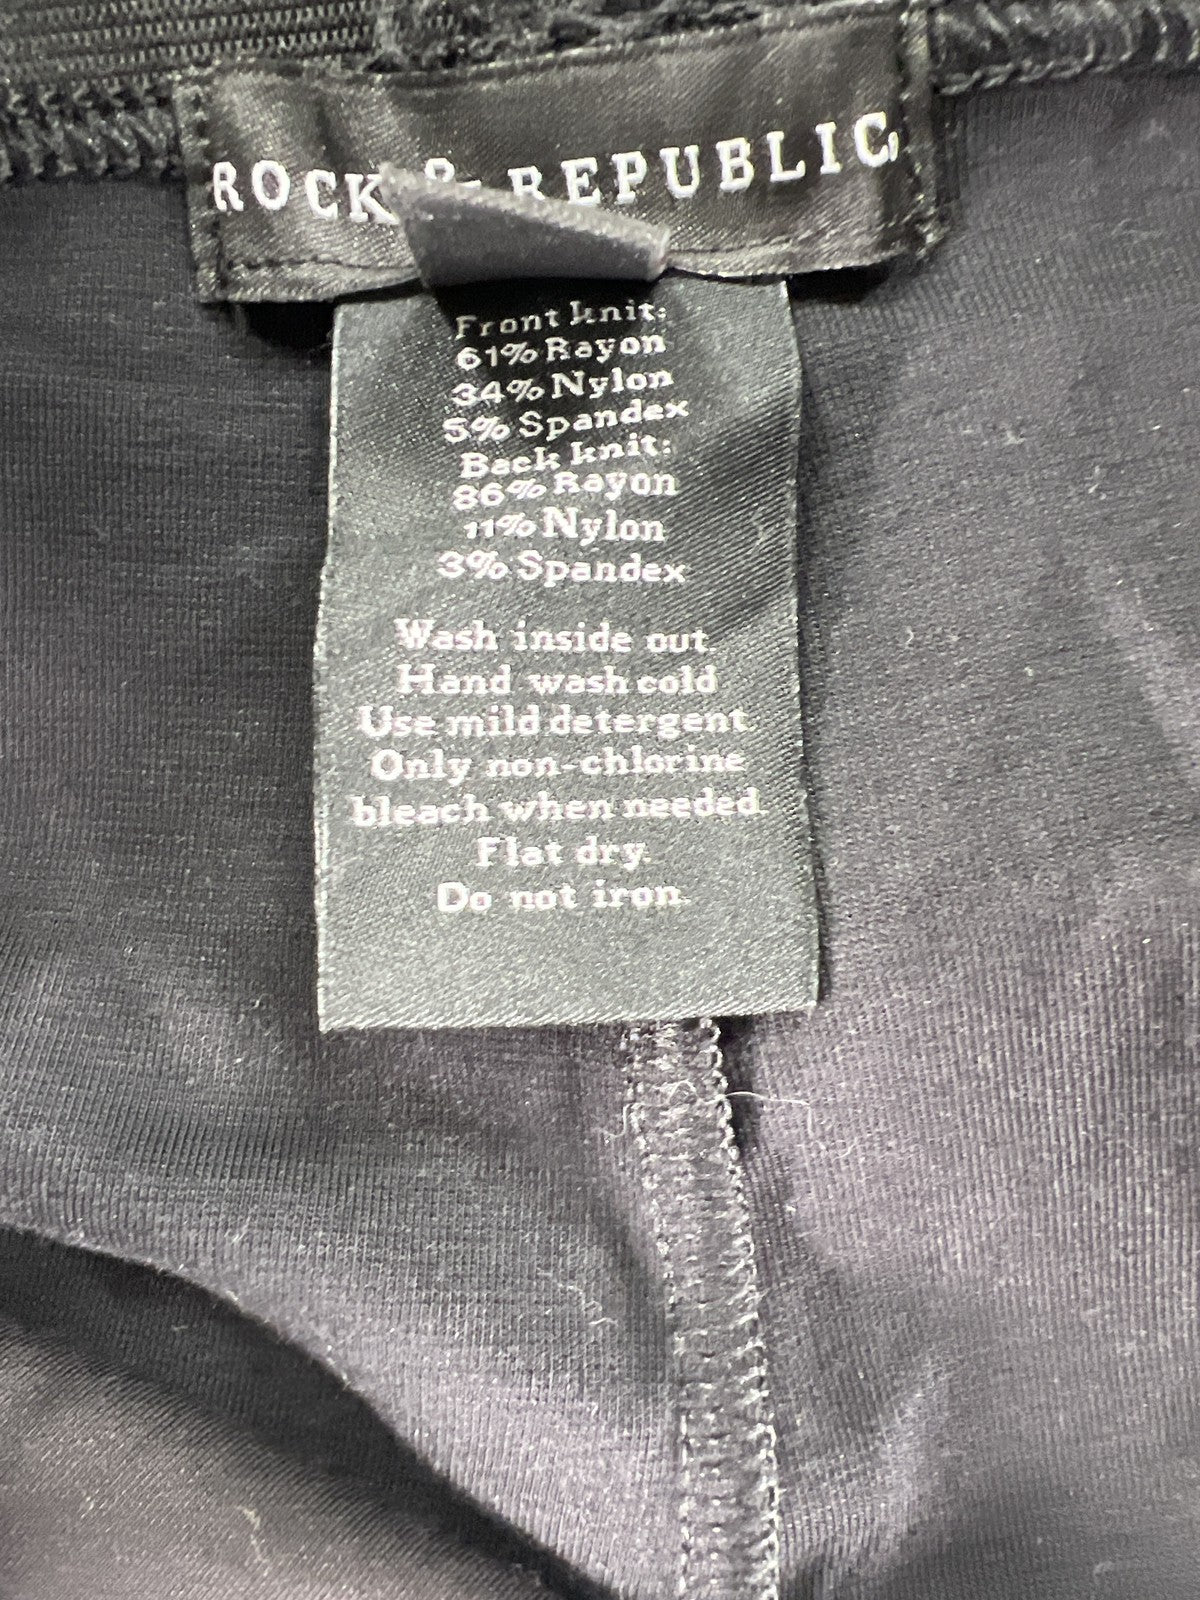 ROCK & REPUBLIC
Front knit:
61% Rayon
34% Nylon
5% Spandex
Back knit:
86% Rayon
11% Nylon
3% Spandex
Wash inside out.
Hand wash cold
Use mild detergent.
Only non-chlorine
bleach when needed.
Flat dry.
Do not iron.